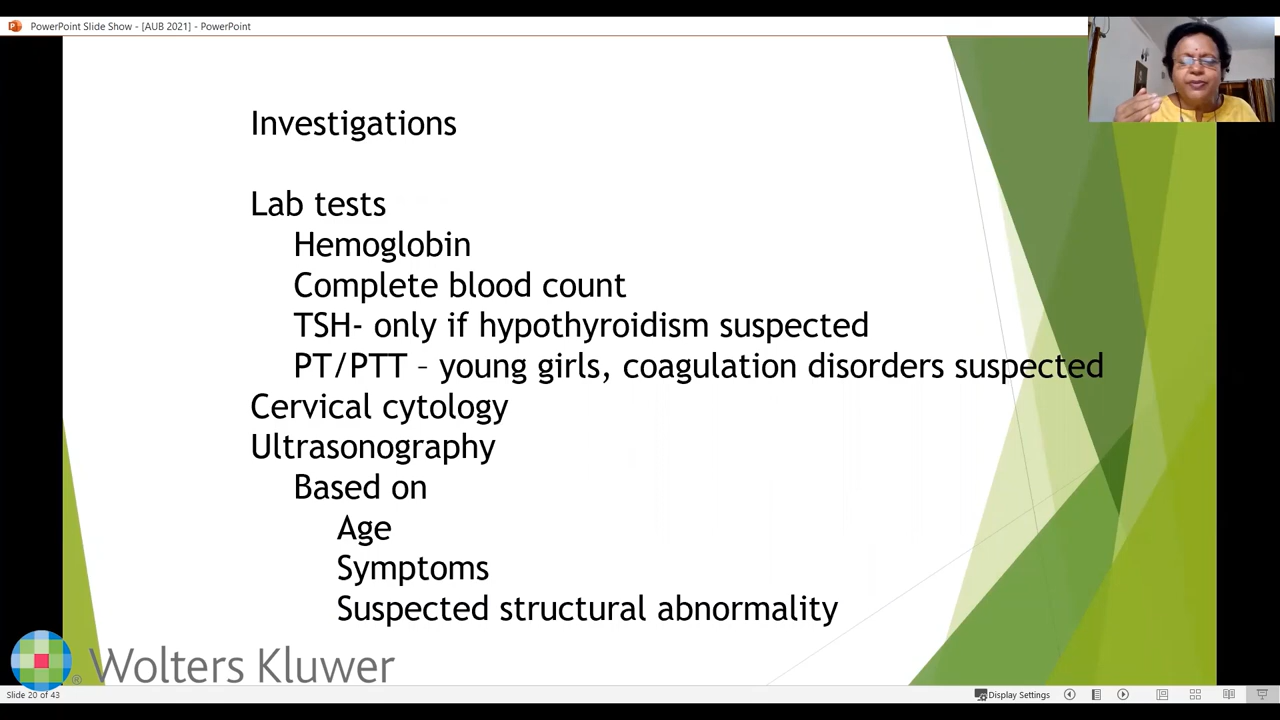 PowerPoint Slide Show - [AUB 2021] - PowerPoint
Investigations
Lab tests
Hemoglobin
Complete blood count
TSH- only if hypothyroidism suspected
PT/PTT – young girls, coagulation disorders suspected
Cervical cytology
Ultrasonography
Based on
Age
Symptoms
Suspected structural abnormality
Wolters Kluwer
Slide 20 of 43
Display Settings